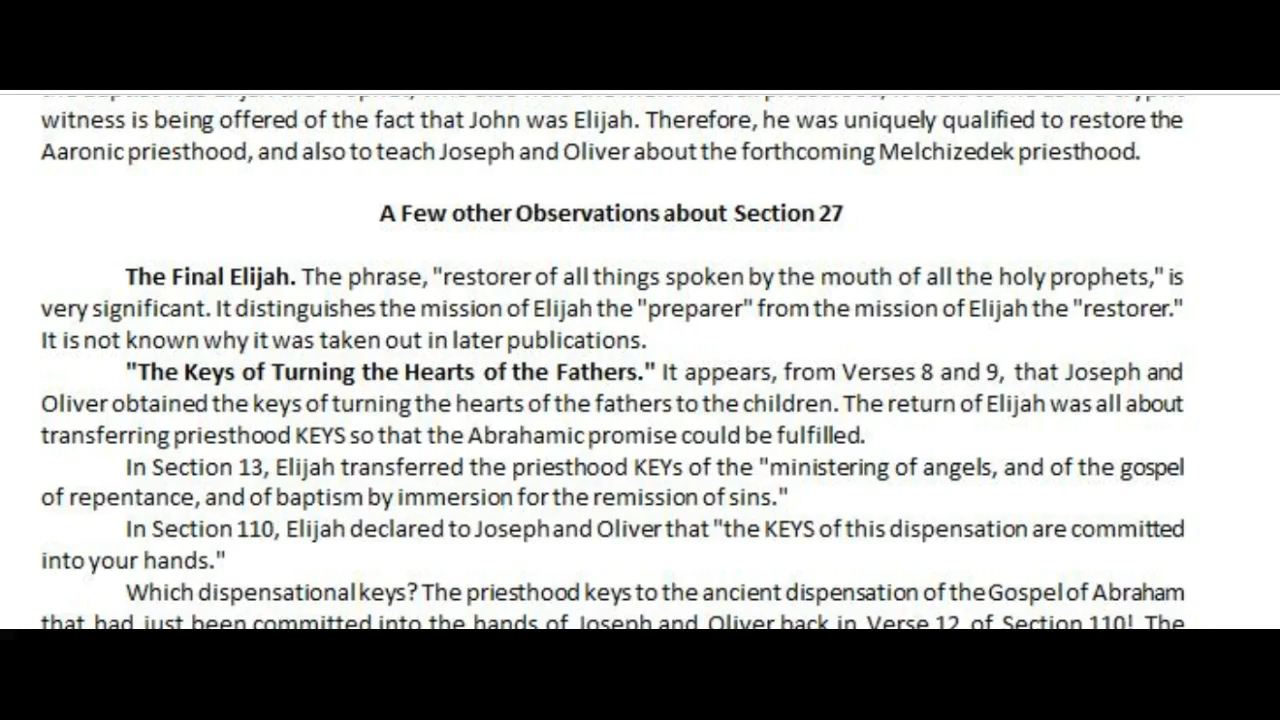 witness is being offered of the fact that John was Elijah. Therefore, he was uniquely qualified to restore the
Aaronic priesthood, and also to teach Joseph and Oliver about the forthcoming Melchizedek priesthood.
A Few other Observations about Section 27
The Final Elijah. The phrase, "restorer of all things spoken by the mouth of all the holy prophets," is
very significant. It distinguishes the mission of Elijah the "preparer" from the mission of Elijah the "restorer."
It is not known why it was taken out in later publications.
"The Keys of Turning the Hearts of the Fathers." It appears, from Verses 8 and 9, that Joseph and
Oliver obtained the keys of turning the hearts of the fathers to the children. The return of Elijah was all about
transferring priesthood KEYS so that the Abrahamic promise could be fulfilled.
In Section 13, Elijah transferred the priesthood KEYs of the "ministering of angels, and of the gospel
of repentance, and of baptism by immersion for the remission of sins."
In Section 110, Elijah declared to Joseph and Oliver that "the KEYS of this dispensation are committed
into your hands."
Which dispensational keys? The priesthood keys to the ancient dispensation of the Gospel of Abraham
that had just been committed into the hands of Joseph and Oliver back in Verse 12 of Section 110! The